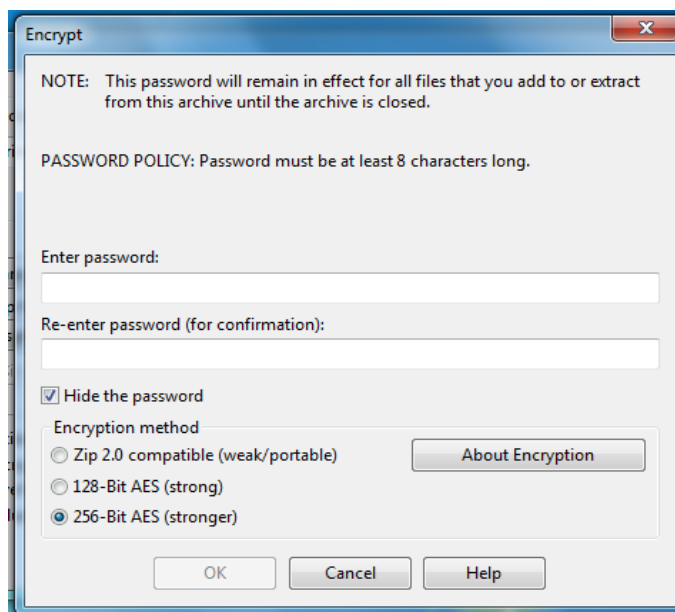 Encrypt
NOTE: This password will remain in effect for all files that you add to or extract
from this archive until the archive is closed.
PASSWORD POLICY: Password must be at least 8 characters long.
Enter password:
Re-enter password (for confirmation):
Hide the password
Encryption method
Zip 2.0 compatible (weak/portable)
About Encryption
128-Bit AES (strong)
256-Bit AES (stronger)
OK
Cancel
Help